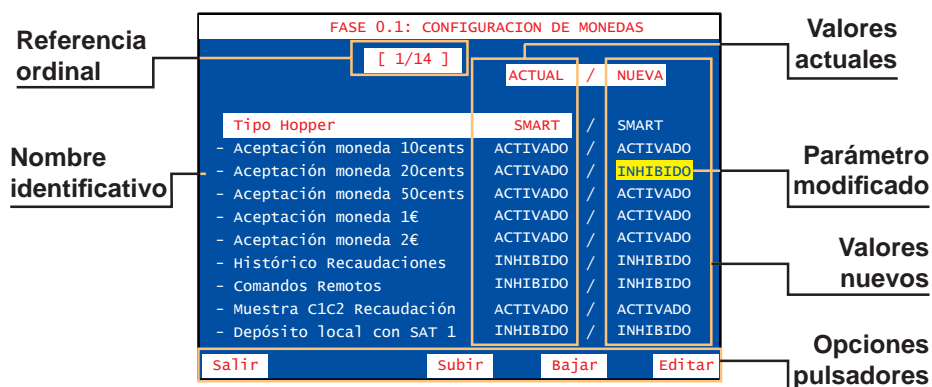 FASE 0.1: CONFIGURACION DE MONEDAS
Referencia
ordinal
[ 1/14 ]
Valores
actuales
ACTUAL / NUEVA
Tipo Hopper SMART / SMART
- Aceptación moneda 10cents ACTIVADO / ACTIVADO
- Aceptación moneda 20cents ACTIVADO / INHIBIDO
- Aceptación moneda 50cents ACTIVADO / ACTIVADO
- Aceptación moneda 1€ ACTIVADO / ACTIVADO
- Aceptación moneda 2€ ACTIVADO / ACTIVADO
- Histórico Recaudaciones INHIBIDO / INHIBIDO
- Comandos Remotos INHIBIDO / INHIBIDO
- Muestra C1C2 Recaudación ACTIVADO / ACTIVADO
- Depósito local con SAT 1 INHIBIDO / INHIBIDO
Nombre
identificativo
Parámetro
modificado
Valores
nuevos
Salir Subir Bajar Editar
Opciones
pulsadores